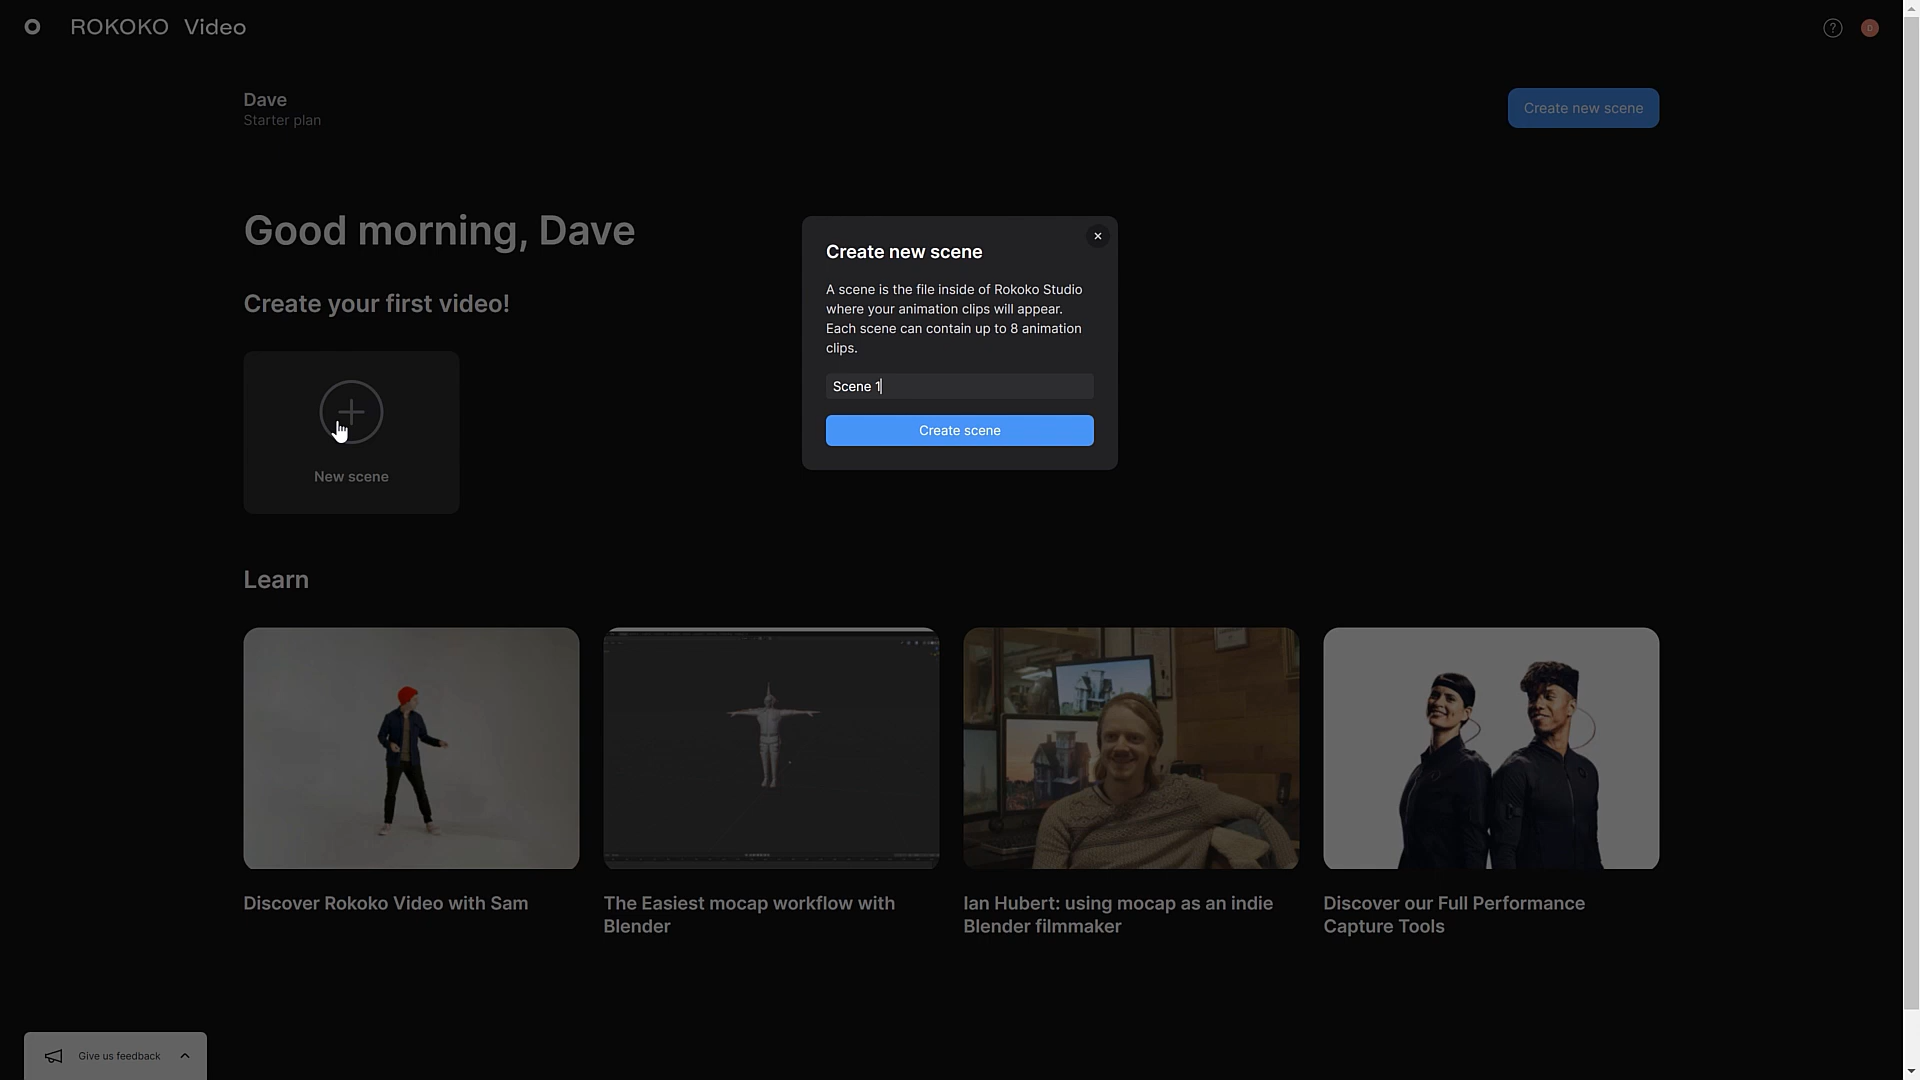 ROKOKO Video
?
Dave
Starter plan
Create new scene
Good morning, Dave
Create your first video!
New scene
Create new scene
A scene is the file inside of Rokoko Studio
where your animation clips will appear.
Each scene can contain up to 8 animation
clips.
Scene 1
Create scene
Learn
Discover Rokoko Video with Sam
The Easiest mocap workflow with
Blender
Ian Hubert: using mocap as an indie
Blender filmmaker
Discover our Full Performance
Capture Tools
Give us feedback